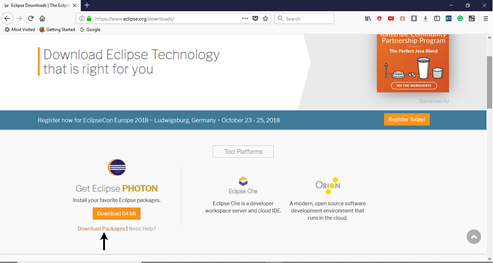 Eclipse Downloads | The Eclip
https://www.eclipse.org/downloads/
Search
Most Visited
Getting Started
Google
Download Eclipse Technology
that is right for you
Community
Partnership Program
The Perfect Java Blend
SEE THE INGREDIENTS
Sponsored Ad
Register now for EclipseCon Europe 2018 ~ Ludwigsburg, Germany ~ October 23 - 25, 2018
Register Today!
Tool Platforms
Get Eclipse PHOTON
Install your favorite Eclipse packages.
Download 64 bit
Download Packages | Need Help?
Eclipse Che
Eclipse Che is a developer
workspace server and cloud IDE.
ORION
A modern, open source software
development environment that
runs in the cloud.